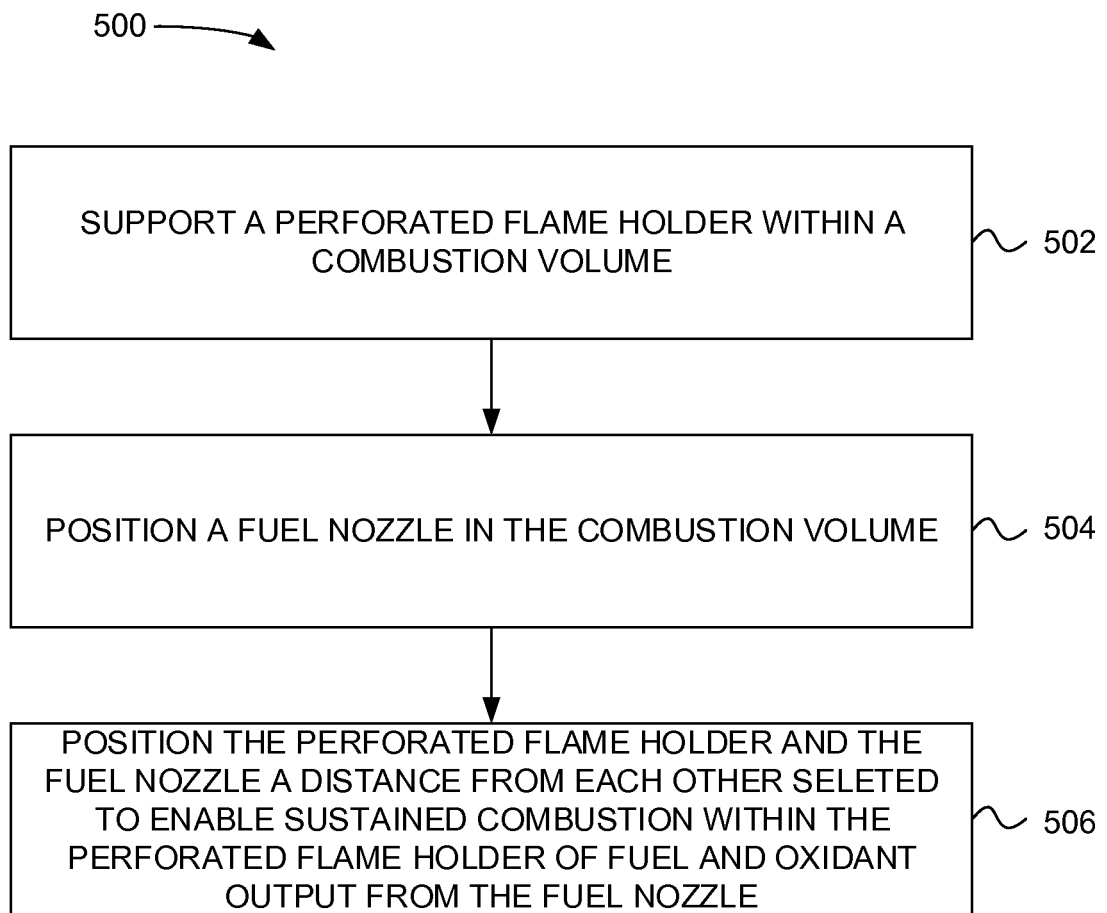 500
SUPPORT A PERFORATED FLAME HOLDER WITHIN A
COMBUSTION VOLUME
502
POSITION A FUEL NOZZLE IN THE COMBUSTION VOLUME
504
POSITION THE PERFORATED FLAME HOLDER AND THE
FUEL NOZZLE A DISTANCE FROM EACH OTHER SELETED
TO ENABLE SUSTAINED COMBUSTION WITHIN THE
PERFORATED FLAME HOLDER OF FUEL AND OXIDANT
OUTPUT FROM THE FUEL NOZZLE
506